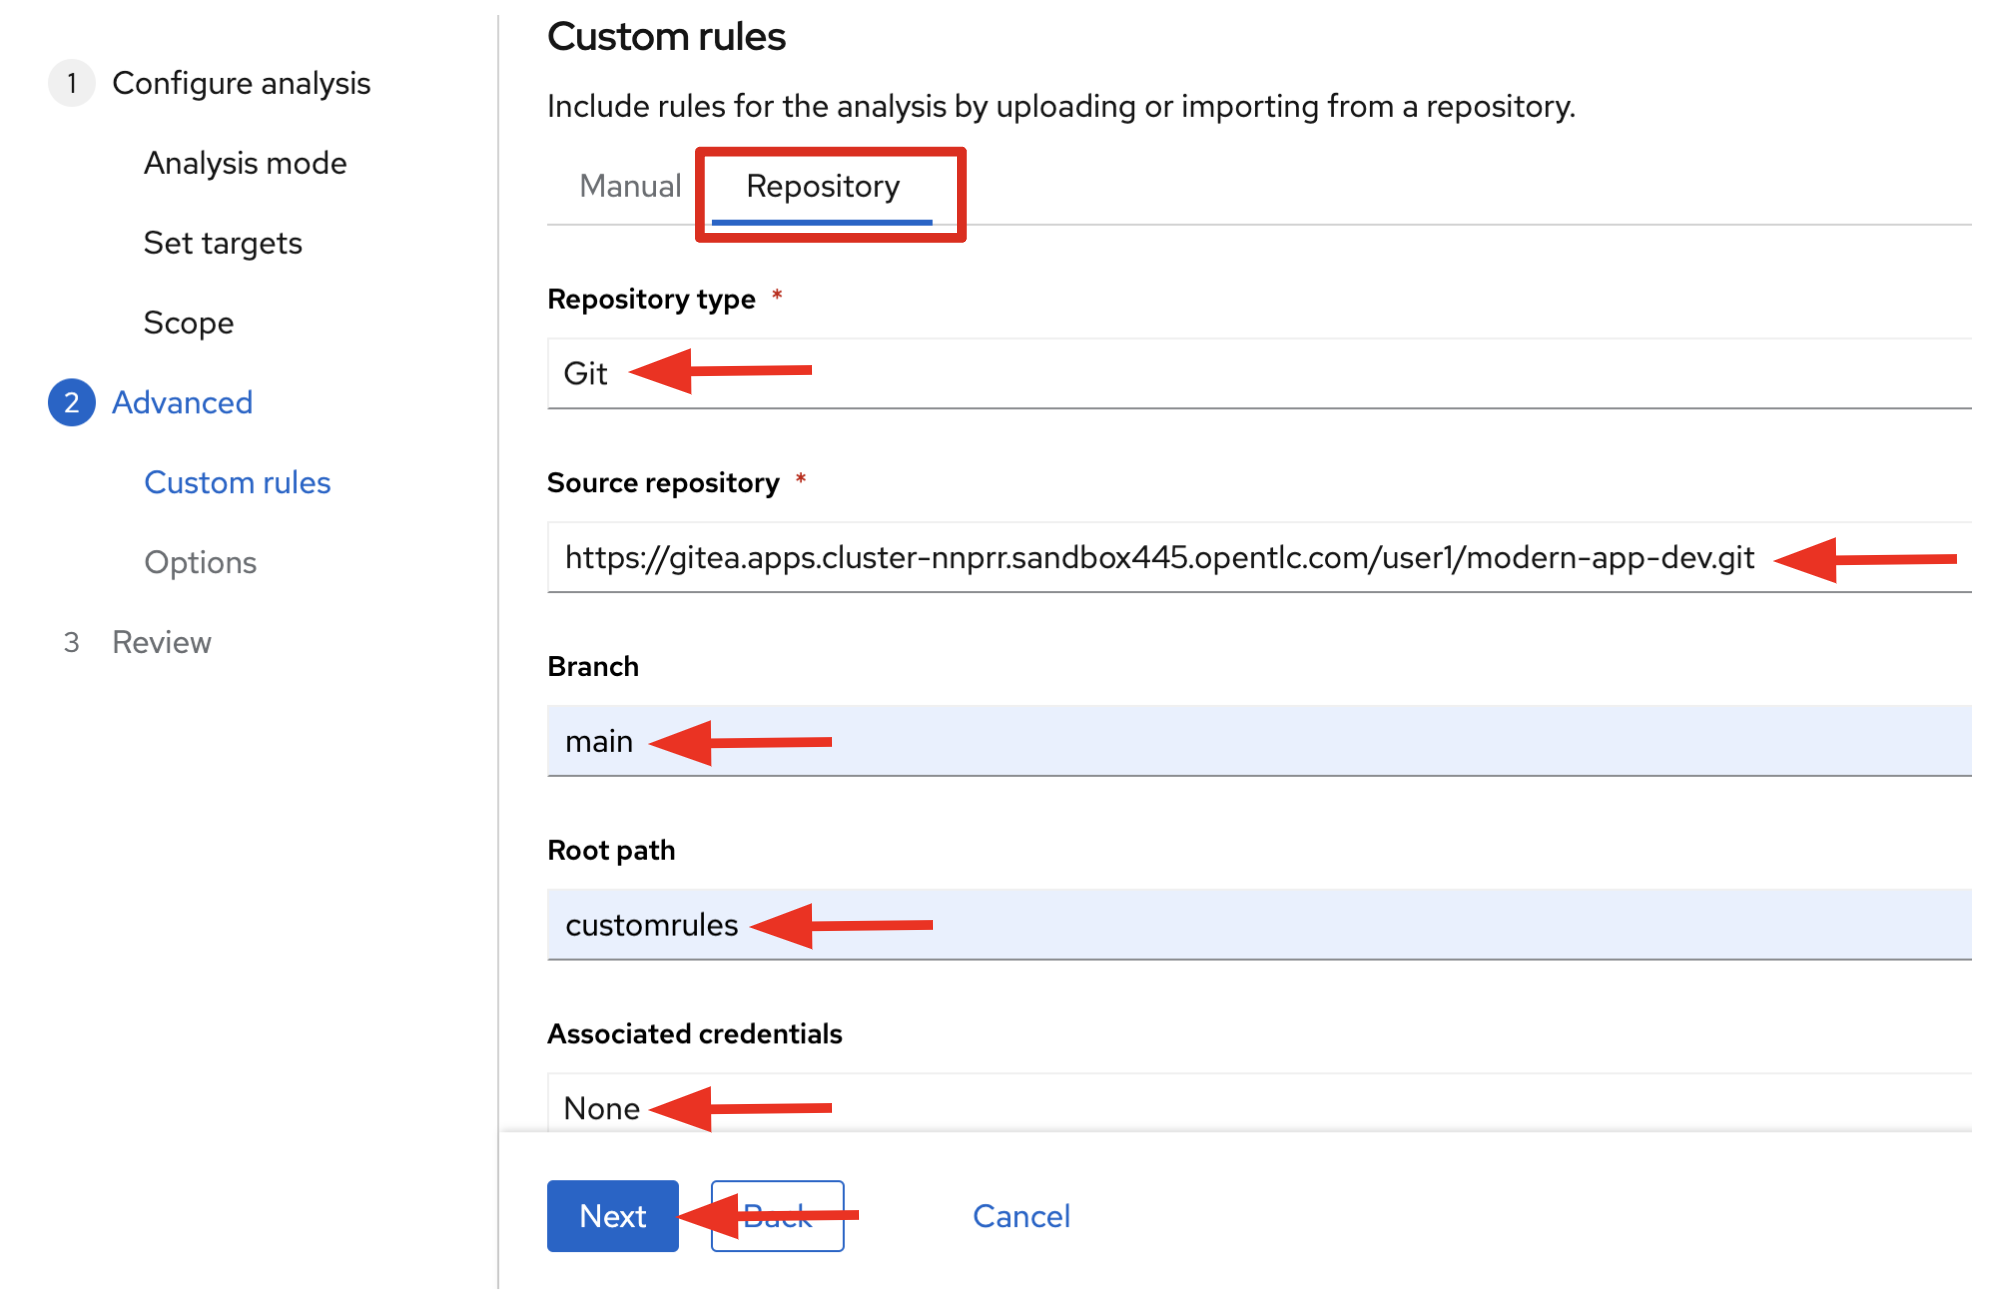 1 Configure analysis
Analysis mode
Set targets
Scope
2 Advanced
Custom rules
Options
3 Review
Custom rules
Include rules for the analysis by uploading or importing from a repository.
Manual Repository
Repository type *
Git
Source repository *
https://gitea.apps.cluster-nnprr.sandbox445.opentlc.com/user1/modern-app-dev.git
Branch
main
Root path
customrules
Associated credentials
None
Next Back Cancel